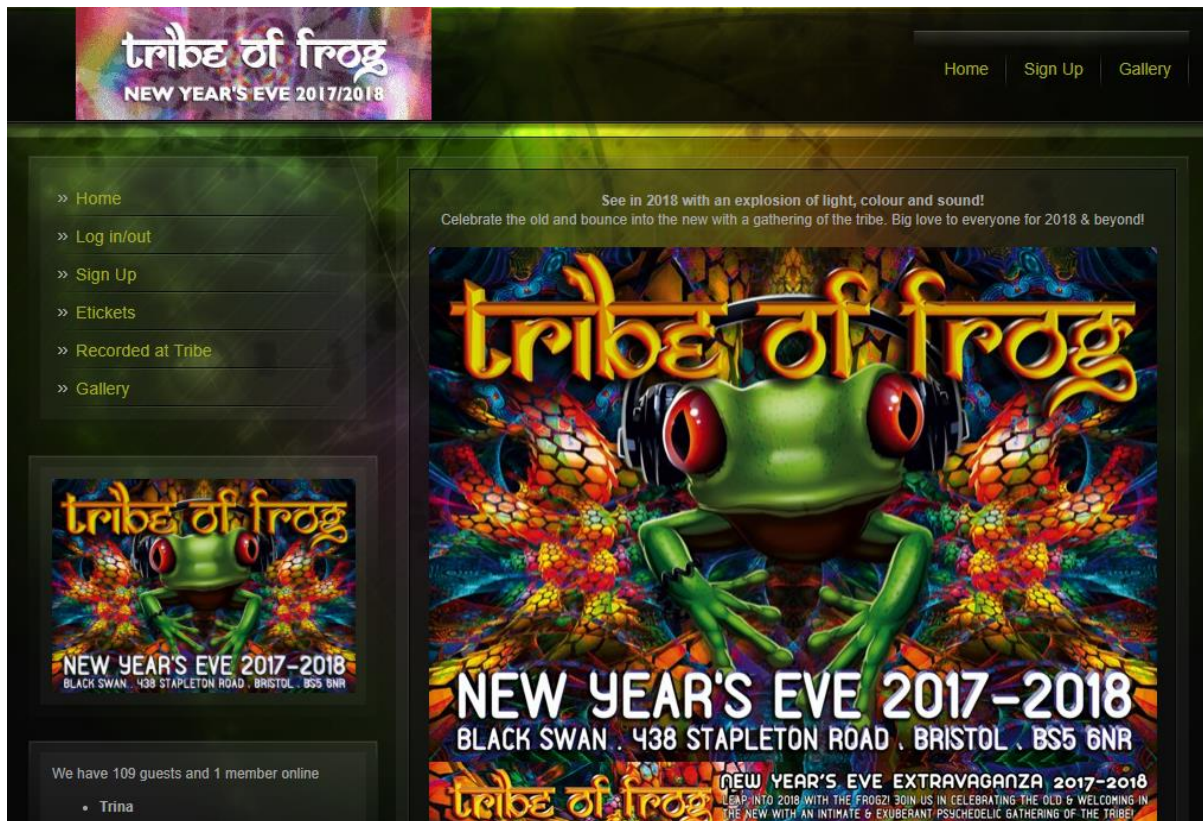 tribe of frog
NEW YEAR'S EVE 2017/2018
Home
Sign Up
Gallery
» Home
» Log in/out
» Sign Up
» Etickets
» Recorded at Tribe
» Gallery
tribe of frog
NEW YEAR'S EVE 2017-2018
BLACK SWAN . 438 STAPLETON ROAD . BRISTOL . BS5 6NR
We have 109 guests and 1 member online
• Trina
See in 2018 with an explosion of light, colour and sound!
Celebrate the old and bounce into the new with a gathering of the tribe. Big love to everyone for 2018 & beyond!
tribe of frog
NEW YEAR'S EVE 2017-2018
BLACK SWAN . 438 STAPLETON ROAD . BRISTOL . BS5 6NR
tribe of frog
NEW YEAR'S EVE EXTRAVAGANZA 2017-2018
LEAP INTO 2018 WITH THE FROGZ! JOIN US IN CELEBRATING THE OLD & WELCOMING IN
THE NEW WITH AN INTIMATE & EXUBERANT PSYCHEDELIC GATHERING OF THE TRIBE!